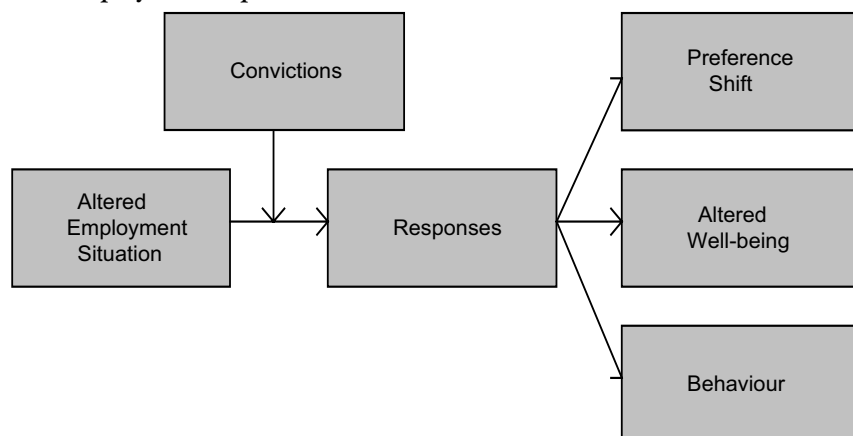 Convictions
Preference
Shift
Altered
Employment
Situation
Responses
Altered
Well-being
Behaviour